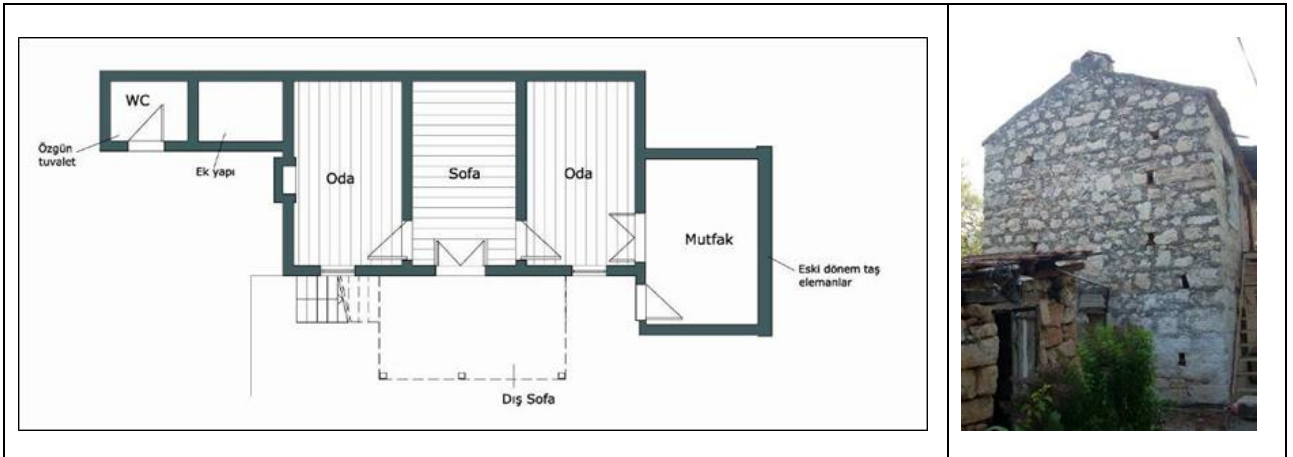 WC
Özgün
tuvalet
Ek yapı
Oda
Sofa
Oda
Mutfak
Eski dönem taş
elemanlar
Dış Sofa